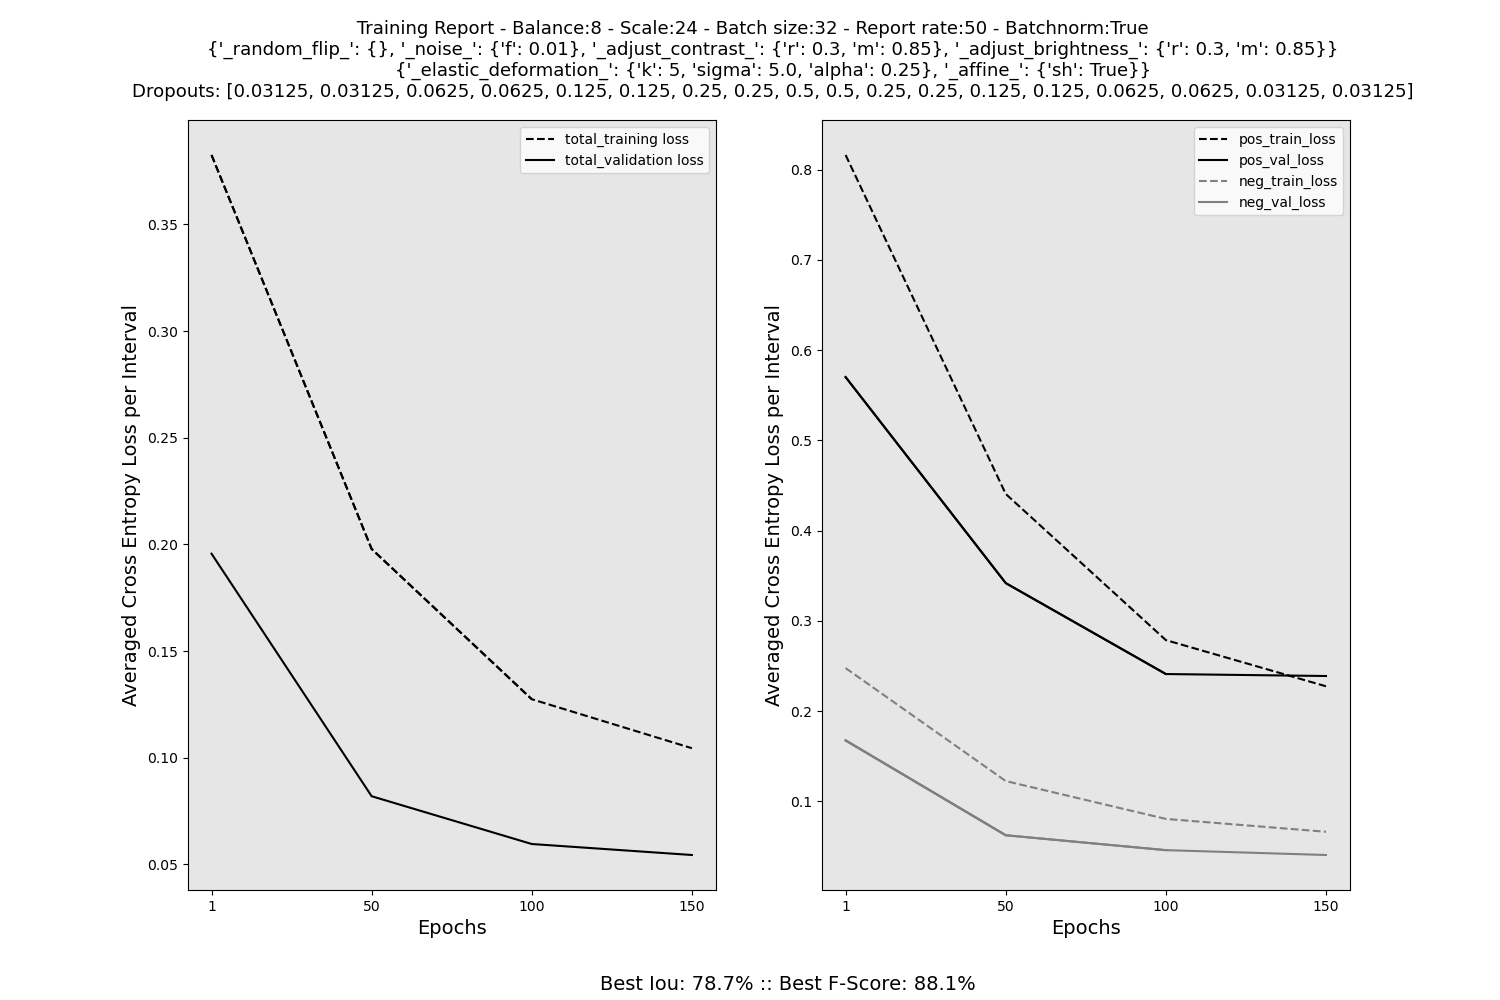 Training Report - Balance:8 - Scale:24 - Batch size:32 - Report rate:50 - Batchnorm:True
{'_random_flip_': {}, '_noise_': {'f': 0.01}, '_adjust_contrast_': {'r': 0.3, 'm': 0.85}, '_adjust_brightness_': {'r': 0.3, 'm': 0.85}}
{'_elastic_deformation_': {'k': 5, 'sigma': 5.0, 'alpha': 0.25}, '_affine_': {'sh': True}}
Dropouts: [0.03125, 0.03125, 0.0625, 0.0625, 0.125, 0.125, 0.25, 0.25, 0.5, 0.5, 0.25, 0.25, 0.125, 0.125, 0.0625, 0.0625, 0.03125, 0.03125]
total_training loss
total_validation loss
0.35
0.30
0.25
0.20
0.15
0.10
0.05
Averaged Cross Entropy Loss per Interval
1
50
100
150
Epochs
pos_train_loss
pos_val_loss
neg_train_loss
neg_val_loss
0.8
0.7
0.6
0.5
0.4
0.3
0.2
0.1
Averaged Cross Entropy Loss per Interval
1
50
100
150
Epochs
Best Iou: 78.7% :: Best F-Score: 88.1%